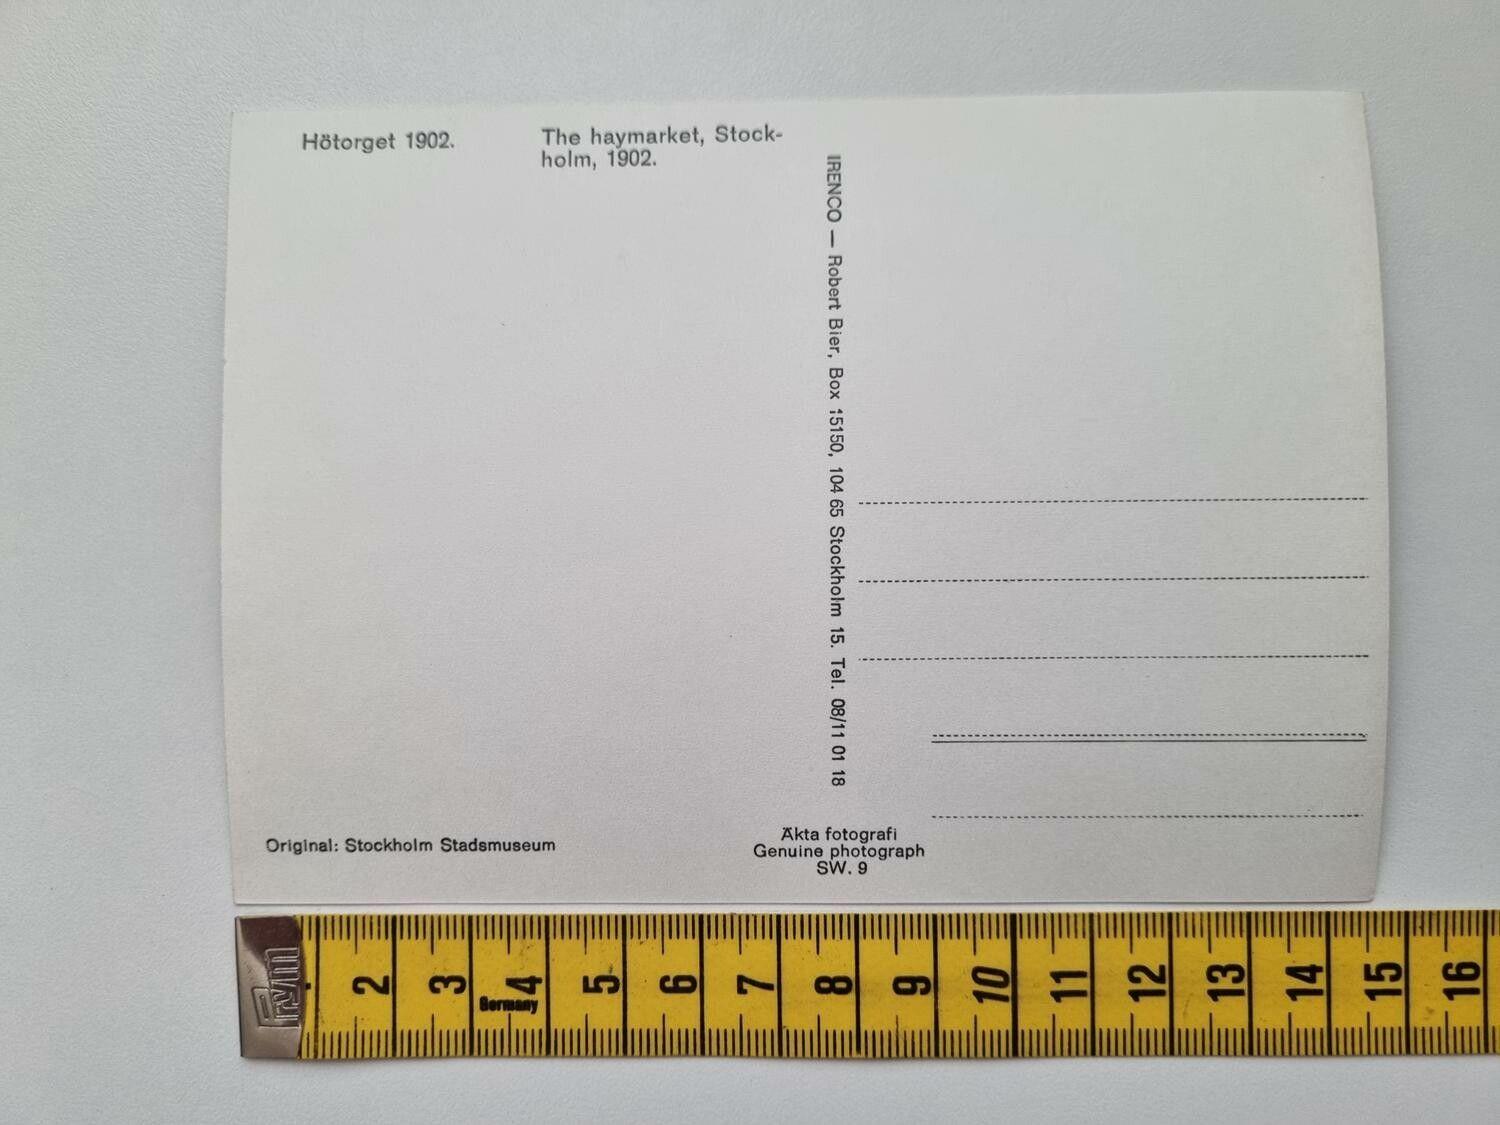 Hötorget 1902.
The haymarket, Stock-
holm, 1902.
IRENCO — Robert Bier, Box 15150, 104 65 Stockholm 15. Tel. 08/11 01 18
Original: Stockholm Stadsmuseum
Äkta fotografi
Genuine photograph
SW. 9
Prym
2 3 4 5 6 7 8 9 10 11 12 13 14 15 16
Germany